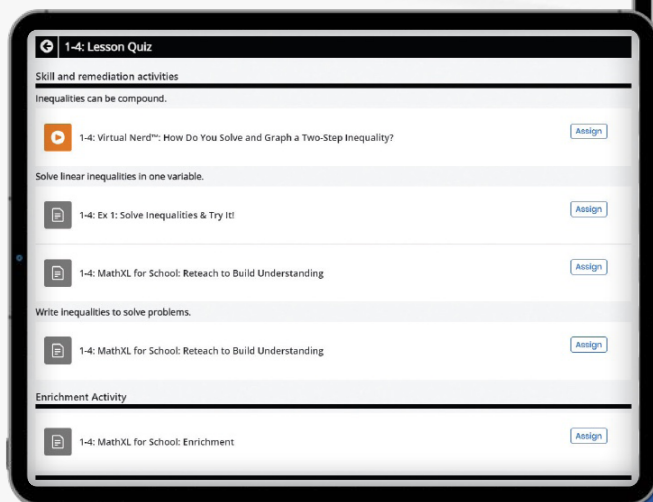 1-4: Lesson Quiz
Skill and remediation activities
Inequalities can be compound.
1-4: Virtual Nerd™: How Do You Solve and Graph a Two-Step Inequality?
Assign
Solve linear inequalities in one variable.
1-4: Ex 1: Solve Inequalities & Try It!
Assign
1-4: MathXL for School: Reteach to Build Understanding
Assign
Write inequalities to solve problems.
1-4: MathXL for School: Reteach to Build Understanding
Assign
Enrichment Activity
1-4: MathXL for School: Enrichment
Assign